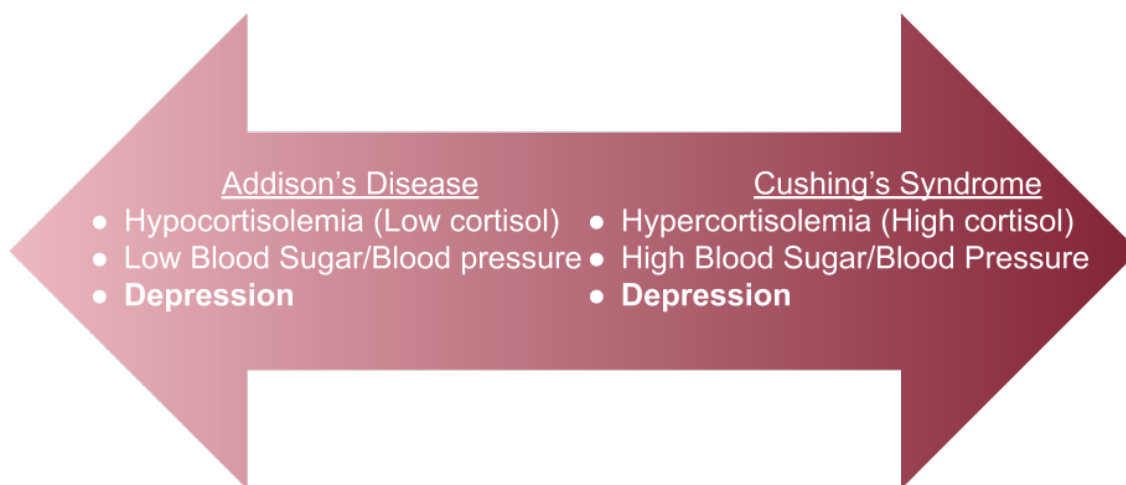 Addison’s Disease
● Hypocortisolemia (Low cortisol)
● Low Blood Sugar/Blood pressure
● Depression
Cushing’s Syndrome
● Hypercortisolemia (High cortisol)
● High Blood Sugar/Blood Pressure
● Depression